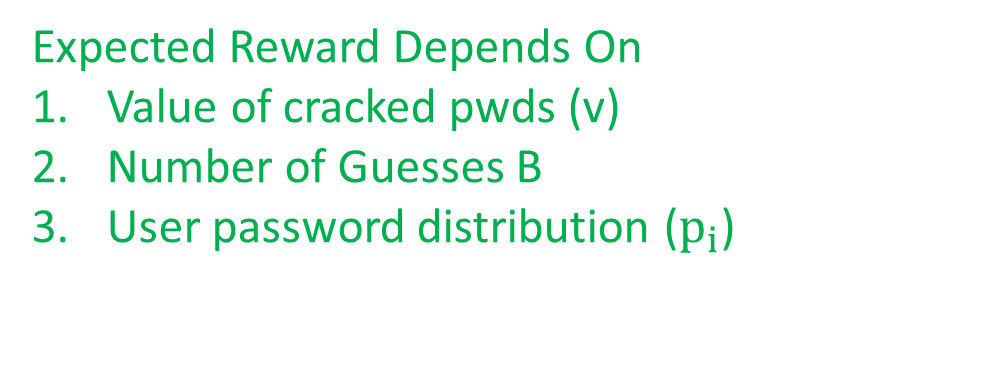 Expected Reward Depends On
1. Value of cracked pwds (v)
2. Number of Guesses B
3. User password distribution (pᵢ)